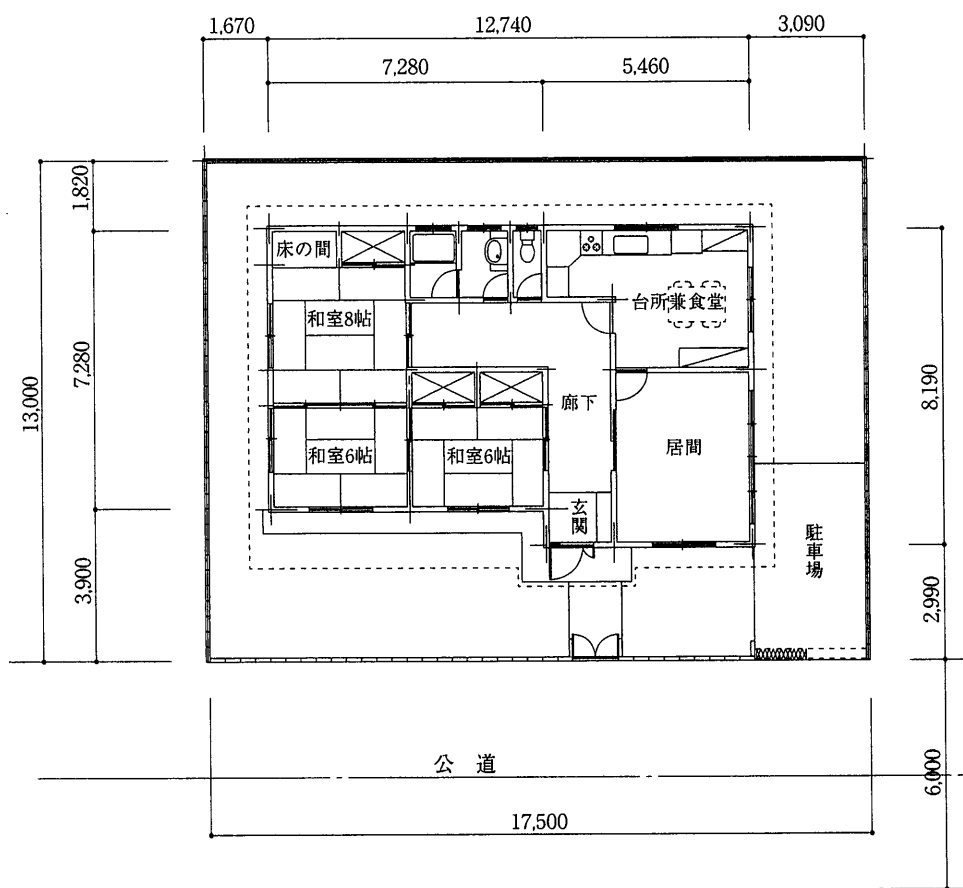 1,670
12,740
3,090
7,280
5,460
1,820
7,280
13,000
3,900
8,190
2,990
6,000
床の間
和室8帖
台所兼食堂
和室6帖
和室6帖
廊下
居間
玄関
駐車場
公道
17,500